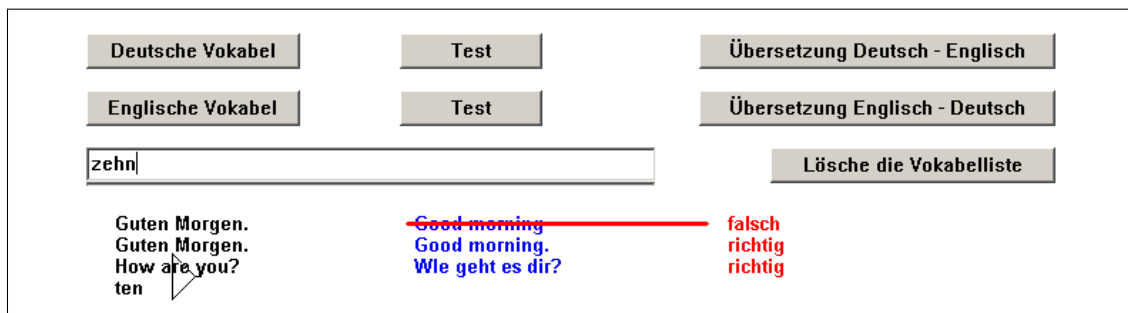 Deutsche Vokabel Test Übersetzung Deutsch - Englisch
Englische Vokabel Test Übersetzung Englisch - Deutsch
zehn Lösche die Vokabelliste
Guten Morgen. Good morning falsch
Guten Morgen. Good morning. richtig
How are you? WIe geht es dir? richtig
ten